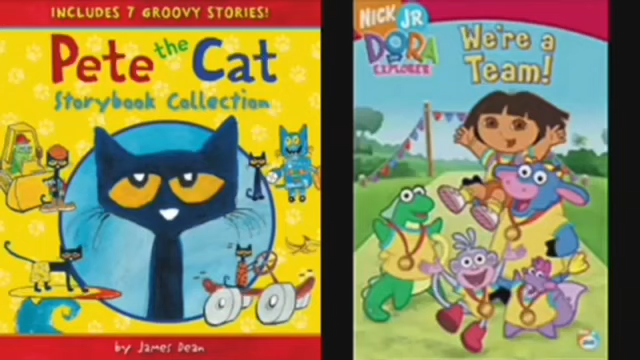 INCLUDES 7 GROOVY STORIES!
Pete the Cat
Storybook Collection
by James Dean
NICK JR
DORA
the
EXPLORER
We're a
Team!